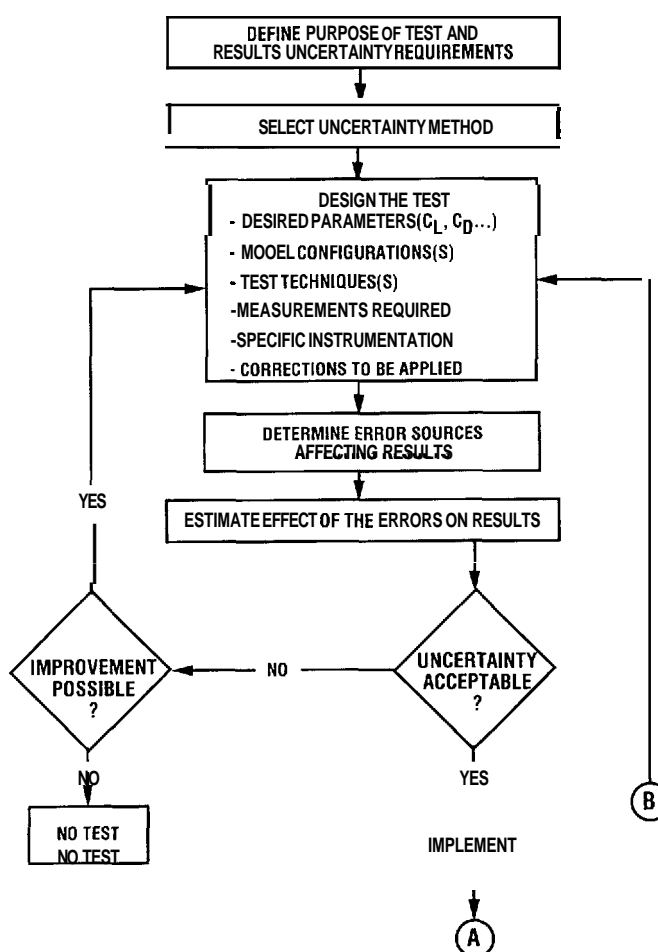 DEFINE PURPOSE OF TEST AND
RESULTS UNCERTAINTY REQUIREMENTS
SELECT UNCERTAINTY METHOD
DESIGN THE TEST
- DESIRED PARAMETERS (CL, CD...)
- MOOEL CONFIGURATIONS(S)
- TEST TECHNIQUES(S)
-MEASUREMENTS REQUIRED
-SPECIFIC INSTRUMENTATION
- CORRECTIONS TO BE APPLIED
DETERMINE ERROR SOURCES
AFFECTING RESULTS
YES
ESTIMATE EFFECT OF THE ERRORS ON RESULTS
IMPROVEMENT
POSSIBLE
?
NO
UNCERTAINTY
ACCEPTABLE
?
NO
YES
B
NO TEST
NO TEST
IMPLEMENT
A